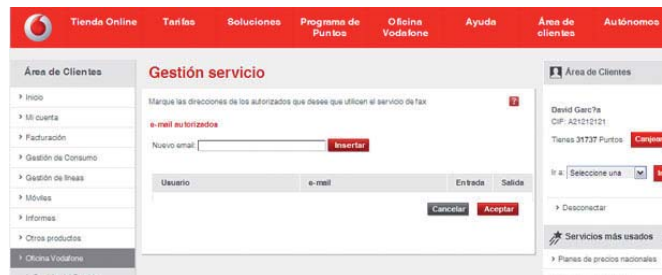 Tienda Online
Tarifas
Soluciones
Programa de Puntos
Oficina Vodafone
Ayuda
Área de clientes
Autónomos
Área de Clientes
Inicio
Mi cuenta
Facturación
Gestión de Consumo
Gestión de líneas
Móviles
Informes
Otros productos
Oficina Vodafone
Gestión servicio
Marque las direcciones de los autorizados que desee que utilicen el servicio de fax
?
e-mail autorizados
Nuevo email: Insertar
Usuario e-mail Entrada Salida
Cancelar Aceptar
Área de Clientes
David Garc?a
CIF: A21212121
Tienes 31737 Puntos
Ir a: Seleccione una
Desconectar
Servicios más usados
Planes de precios nacionales